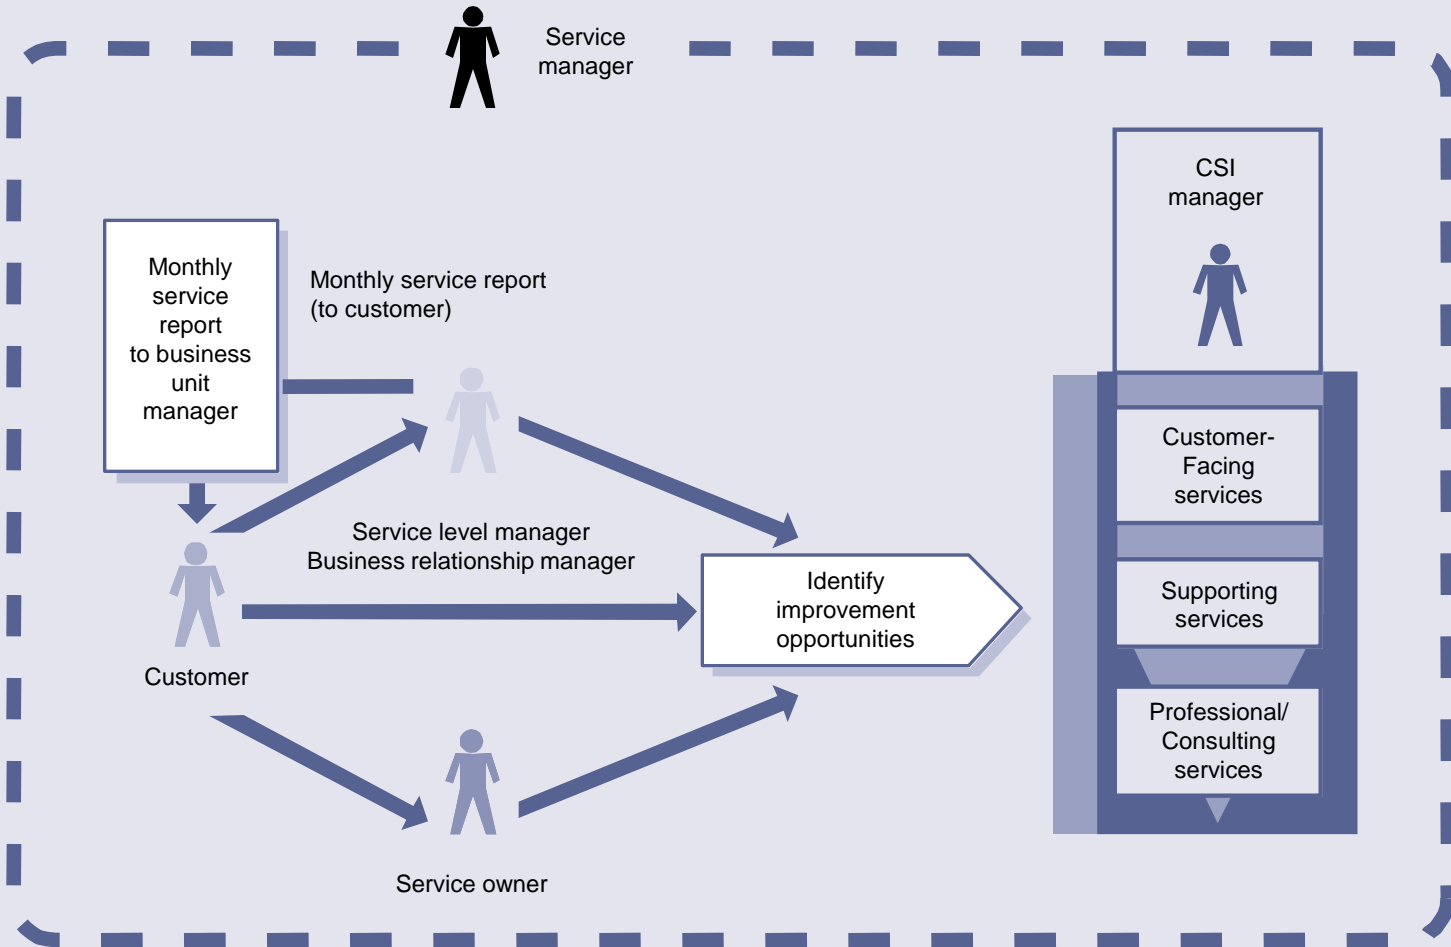 Service
manager
CSI
manager
Monthly
service
report
to business
unit
manager
Monthly service report
(to customer)
Customer-
Facing
services
Service level manager
Business relationship manager
Identify
improvement
opportunities
Supporting
services
Customer
Professional/
Consulting
services
Service owner